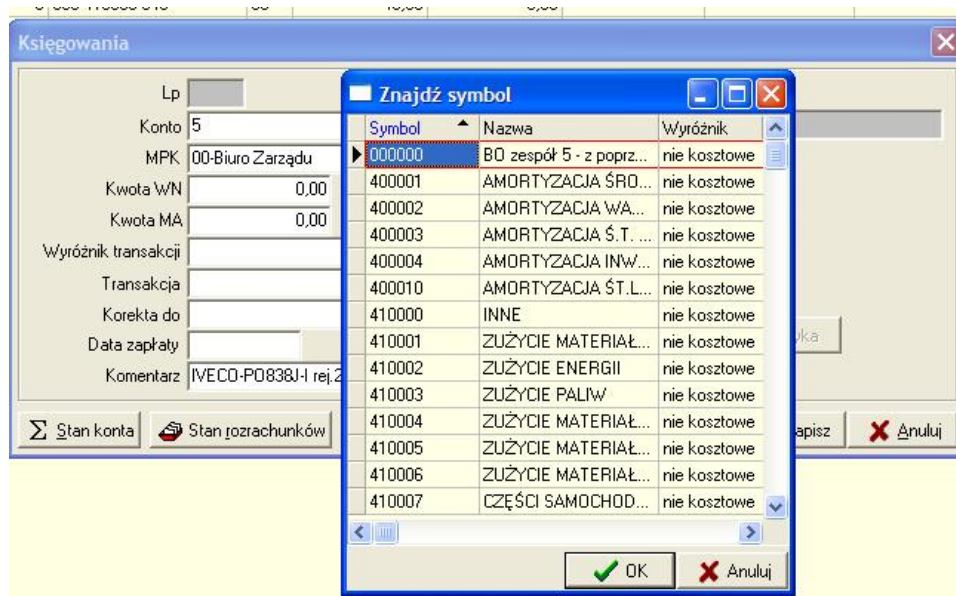 Księgowania
Lp
Konto 5
MPK 00-Biuro Zarządu
Kwota WN 0,00
Kwota MA 0,00
Wyróżnik transakcji
Transakcja
Korekta do
Data zapłaty
Komentarz IVECO-PO838J-I rej.2
Σ Stan konta Stan rozrachunków apisz Anuluj
Znajdź symbol
Symbol Nazwa Wyróżnik
000000 BO zespół 5 - z poprz... nie kosztowe
400001 AMORTYZACJA ŚRO... nie kosztowe
400002 AMORTYZACJA WA... nie kosztowe
400003 AMORTYZACJA Ś.T. ... nie kosztowe
400004 AMORTYZACJA INW... nie kosztowe
400010 AMORTYZACJA ŚT.L... nie kosztowe
410000 INNE nie kosztowe
410001 ZUŻYCIE MATERIAŁ... nie kosztowe
410002 ZUŻYCIE ENERGII nie kosztowe
410003 ZUŻYCIE PALIW nie kosztowe
410004 ZUŻYCIE MATERIAŁ... nie kosztowe
410005 ZUŻYCIE MATERIAŁ... nie kosztowe
410006 ZUŻYCIE MATERIAŁ... nie kosztowe
410007 CZĘŚCI SAMOCHOD... nie kosztowe
OK Anuluj